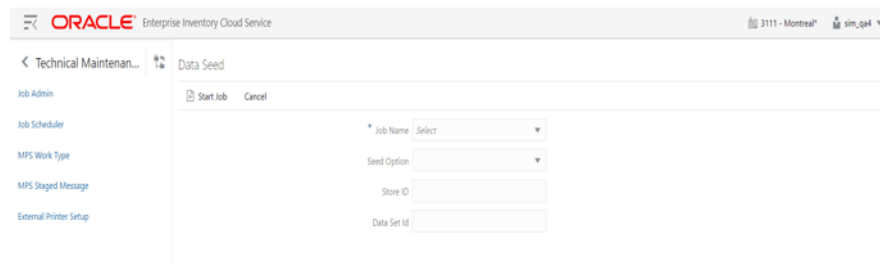 ORACLE® Enterprise Inventory Cloud Service
3111 - Montreal*
sim_qa4
Technical Maintenan...
Job Admin
Job Scheduler
MPS Work Type
MPS Staged Message
External Printer Setup
Data Seed
Start Job Cancel
* Job Name Select
Seed Option
Store ID
Data Set Id